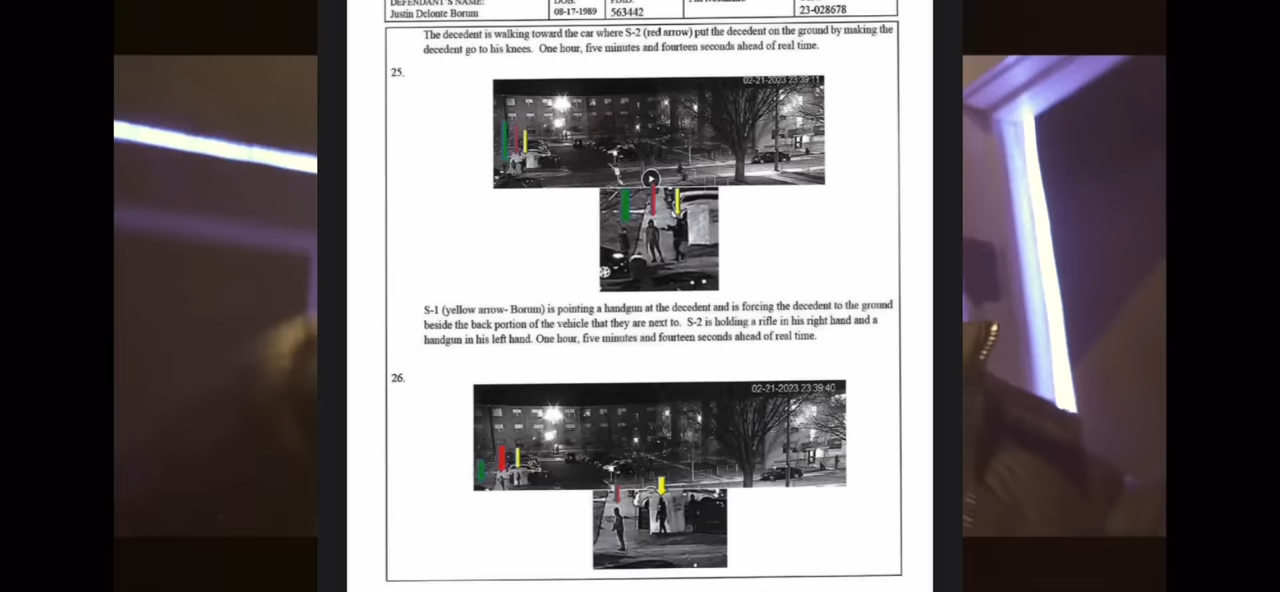 DEFENDANT'S NAME:
Justin Delonte Borum
08-17-1989
563442
23-028678
The decedent is walking toward the car where S-2 (red arrow) put the decedent on the ground by making the
decedent go to his knees. One hour, five minutes and fourteen seconds ahead of real time.
25.
02-21-2023 23:39:11
S-1 (yellow arrow- Borum) is pointing a handgun at the decedent and is forcing the decedent to the ground
beside the back portion of the vehicle that they are next to. S-2 is holding a rifle in his right hand and a
handgun in his left hand. One hour, five minutes and fourteen seconds ahead of real time.
26.
02-21-2023 23:39:40